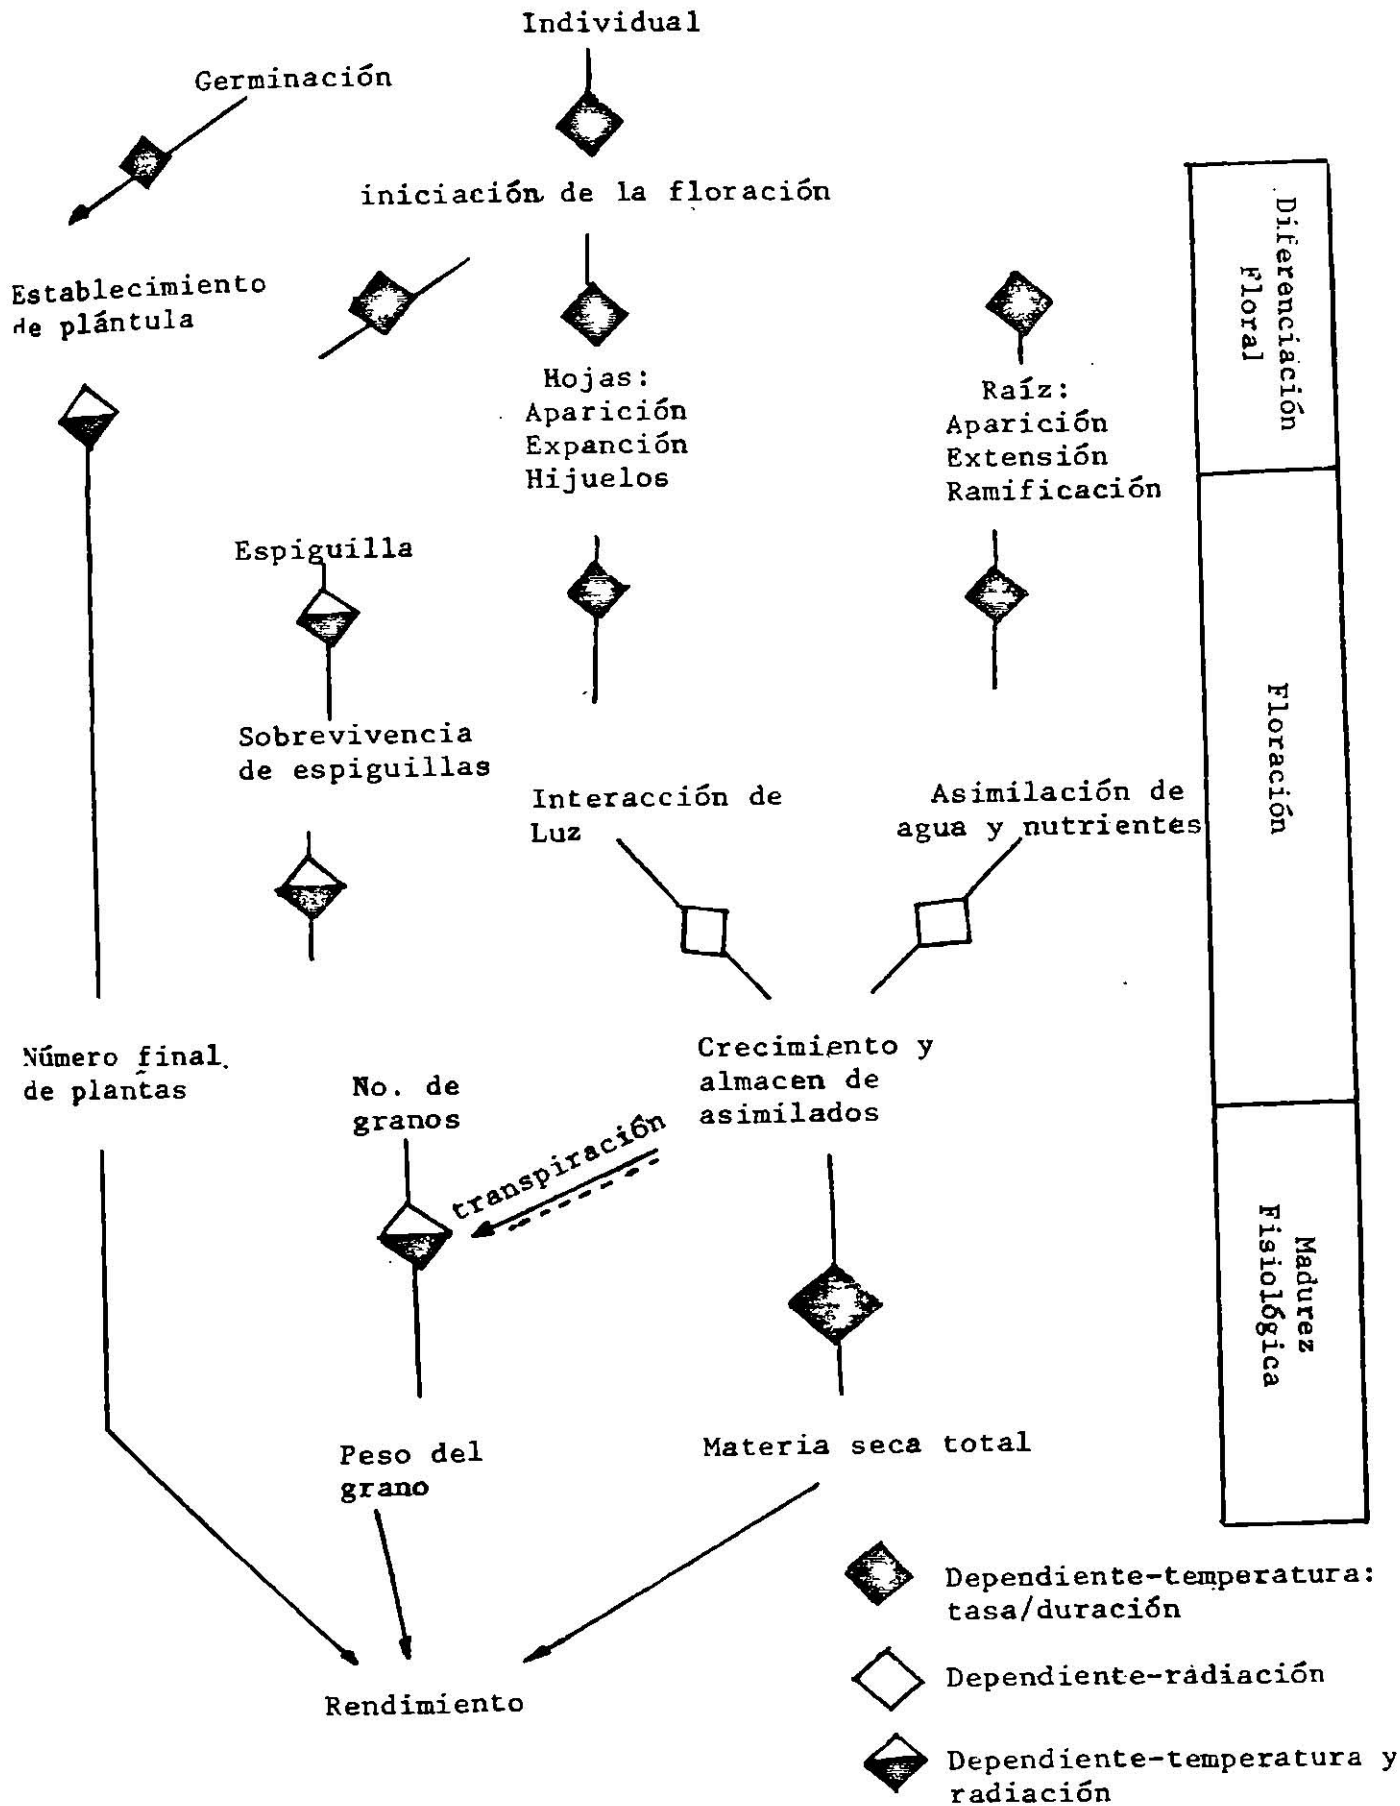 Individual
Germinación
iniciación de la floración
Establecimiento
de plántula
Hojas:
Aparición
Expanción
Hijuelos
Raíz:
Aparición
Extensión
Ramificación
Espiguilla
Sobrevivencia
de espiguillas
Interacción de
Luz
Asimilación de
agua y nutrientes
Número final
de plantas
No. de
granos
transpiración
Crecimiento y
almacen de
asimilados
Peso del
grano
Materia seca total
Rendimiento
Diferenciación
Floral
Floración
Madurez
Fisiológica
Dependiente-temperatura:
tasa/duración
Dependiente-radiación
Dependiente-temperatura y
radiación